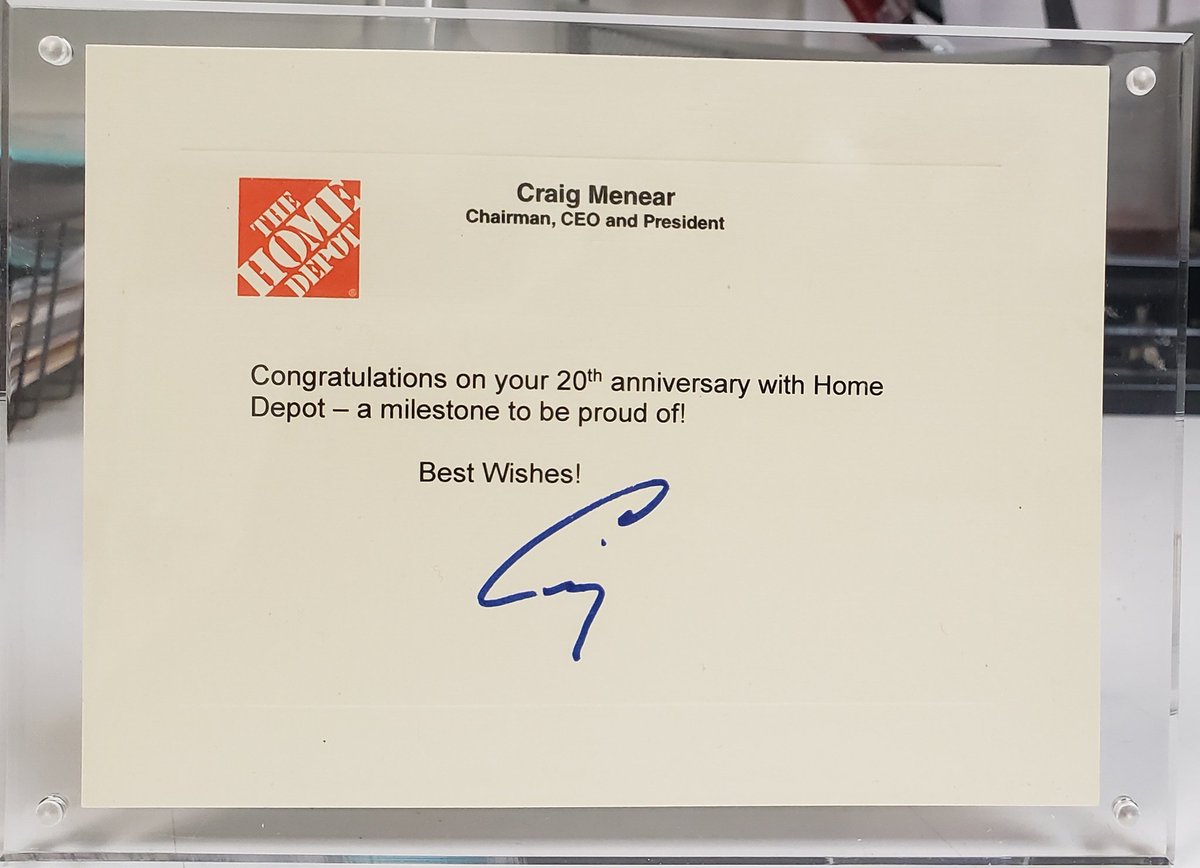 THE
HOME
DEPOT
®
Craig Menear
Chairman, CEO and President
Congratulations on your 20th anniversary with Home
Depot – a milestone to be proud of!
Best Wishes!
Craig